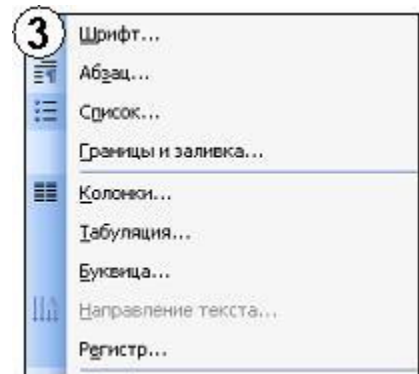 3
Шрифт...
Абзац...
Список...
Границы и заливка...
Колонки...
Табуляция...
Буквица...
Направление текста...
Регистр...